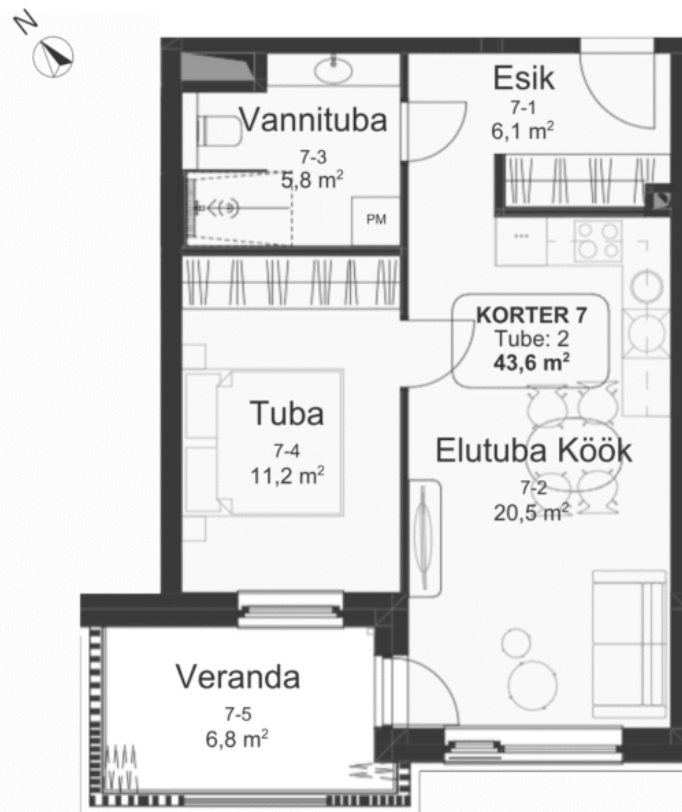 N
Esik
7-1
6,1 m²
Vannituba
7-3
5,8 m²
PM
KORTER 7
Tube: 2
43,6 m²
Tuba
7-4
11,2 m²
Elutuba Köök
7-2
20,5 m²
Veranda
7-5
6,8 m²